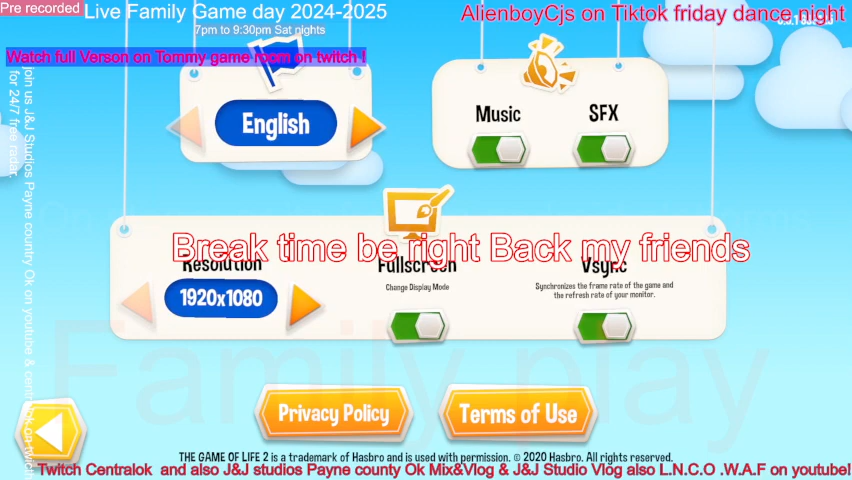 Pre recorded
Live Family Game day 2024-2025
AlienboyCjs on Tiktok friday dance night
7pm to 9:30pm Sat nights
Watch full Verson on Tommy game room on twitch !
join us J&J Studios Payne country Ok on youtube &
for 24/7 free radar.
English
Music
SFX
Break time be right Back my friends
Resolution
Fullscreen
Vsync
1920x1080
Change Display Mode
Synchronizes the frame rate of the game and
the refresh rate of your monitor.
Family play
Privacy Policy
Terms of Use
THE GAME OF LIFE 2 is a trademark of Hasbro and is used with permission. © 2020 Hasbro. All rights reserved.
Twitch Centralok and also J&J studios Payne county Ok Mix&Vlog & J&J Studio Vlog also L.N.C.O .W.A.F on youtube!